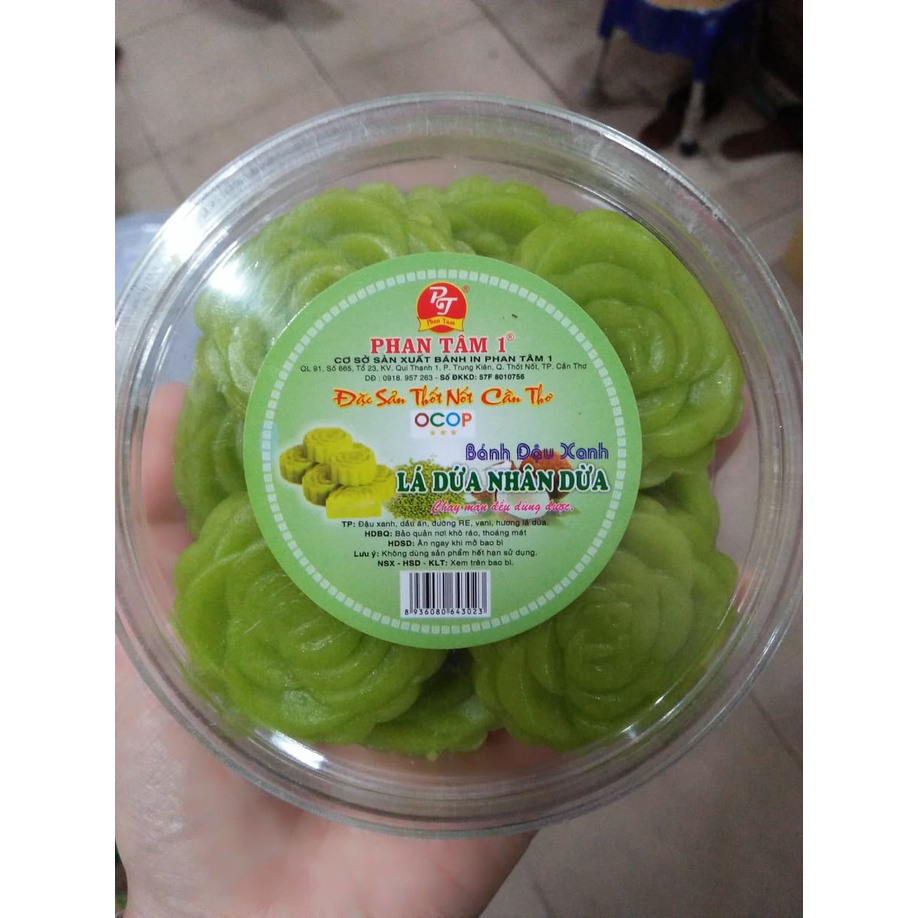 PT®
Phan Tâm
PHAN TÂM 1®
CƠ SỞ SẢN XUẤT BÁNH IN PHAN TÂM 1
QL 91, Số 665, Tổ 23, KV. Qui Thạnh 1, P. Trung Kiên, Q. Thốt Nốt, TP. Cần Thơ
DĐ : 0918. 957 263 - Số ĐKKD: 57F 8010756
Đặc Sản Thốt Nốt Cần Thơ
OCOP
Bánh Đậu Xanh
LÁ DỨA NHÂN DỪA
Chay mặn đều dùng được.
TP: Đậu xanh, dầu ăn, đường RE, vani, hương lá dứa.
HDBQ: Bảo quản nơi khô ráo, thoáng mát
HDSD: Ăn ngay khi mở bao bì
Lưu ý: Không dùng sản phẩm hết hạn sử dụng.
NSX - HSD - KLT: Xem trên bao bì.
8 936080 643023